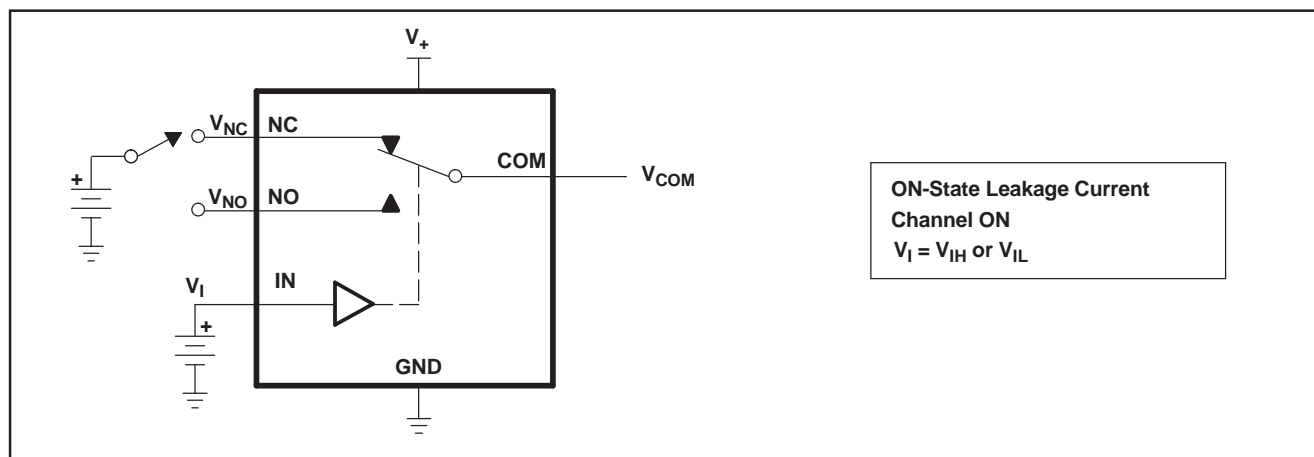 V+
VNC NC
COM
VCOM
+
VNO NO
VI IN
+
GND
ON-State Leakage Current
Channel ON
VI = VIH or VIL